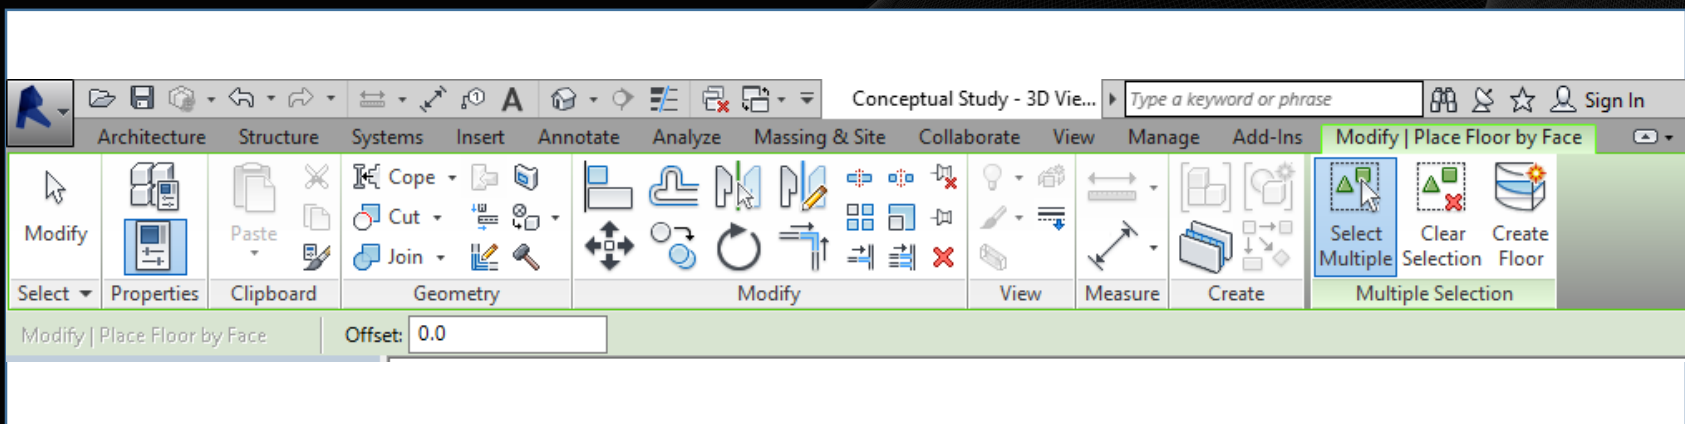 Conceptual Study - 3D Vie... Type a keyword or phrase Sign In
Architecture Structure Systems Insert Annotate Analyze Massing & Site Collaborate View Manage Add-Ins Modify | Place Floor by Face
Cope
Modify Paste Cut Select Multiple Clear Selection Create Floor
Join
Select Properties Clipboard Geometry Modify View Measure Create Multiple Selection
Modify | Place Floor by Face Offset: 0.0